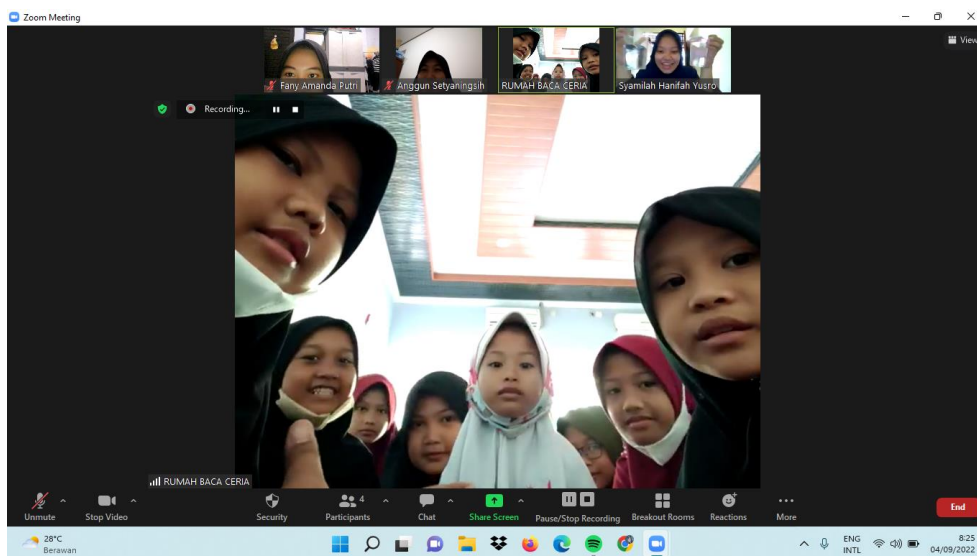 Zoom Meeting
View
Fany Amanda Putri
Anggun Setyaningsih
RUMAH BACA CERIA
Syamilah Hanifah Yusro
Recording...
RUMAH BACA CERIA
4
Unmute
Stop Video
Security
Participants
Chat
Share Screen
Pause/Stop Recording
Breakout Rooms
Reactions
More
End
28°C
Berawan
ENG
INTL
8:25
04/09/2022